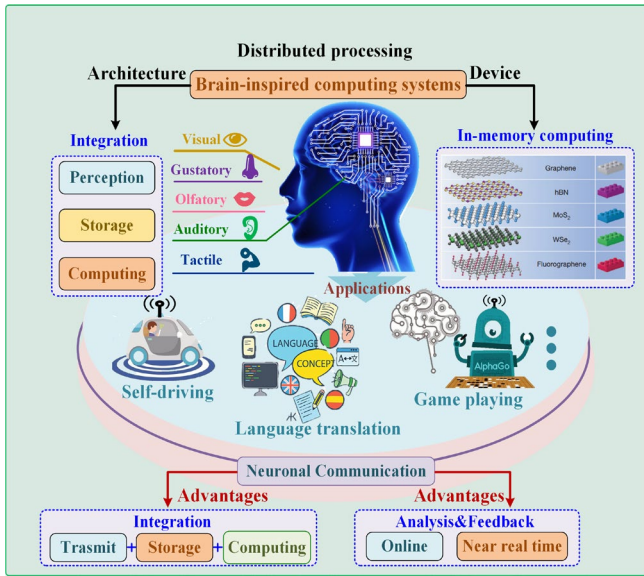 Distributed processing
Architecture
Brain-inspired computing systems
Device
Integration
Perception
Storage
Computing
Visual
Gustatory
Olfatory
Auditory
Tactile
In-memory computing
Graphene
hBN
MoS₂
WSe₂
Fluorographene
Applications
Self-driving
LANGUAGE
CONCEPT
A↔文
Language translation
AlphaGo
Game playing
Neuronal Communication
Advantages
Integration
Trasmit + Storage + Computing
Advantages
Analysis&Feedback
Online
Near real time